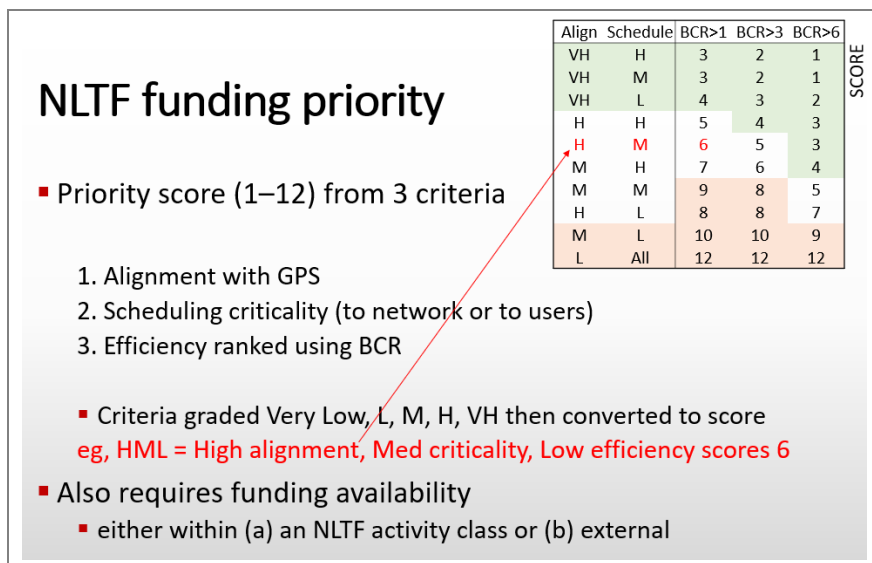 Align Schedule BCR>1 BCR>3 BCR>6
VH H 3 2 1
VH M 3 2 1
VH L 4 3 2
H H 5 4 3
H M 6 5 3
M H 7 6 4
M M 9 8 5
H L 8 8 7
M L 10 10 9
L All 12 12 12
SCORE
NLTF funding priority
▪ Priority score (1–12) from 3 criteria
1. Alignment with GPS
2. Scheduling criticality (to network or to users)
3. Efficiency ranked using BCR
▪ Criteria graded Very Low, L, M, H, VH then converted to score
eg, HML = High alignment, Med criticality, Low efficiency scores 6
▪ Also requires funding availability
▪ either within (a) an NLTF activity class or (b) external